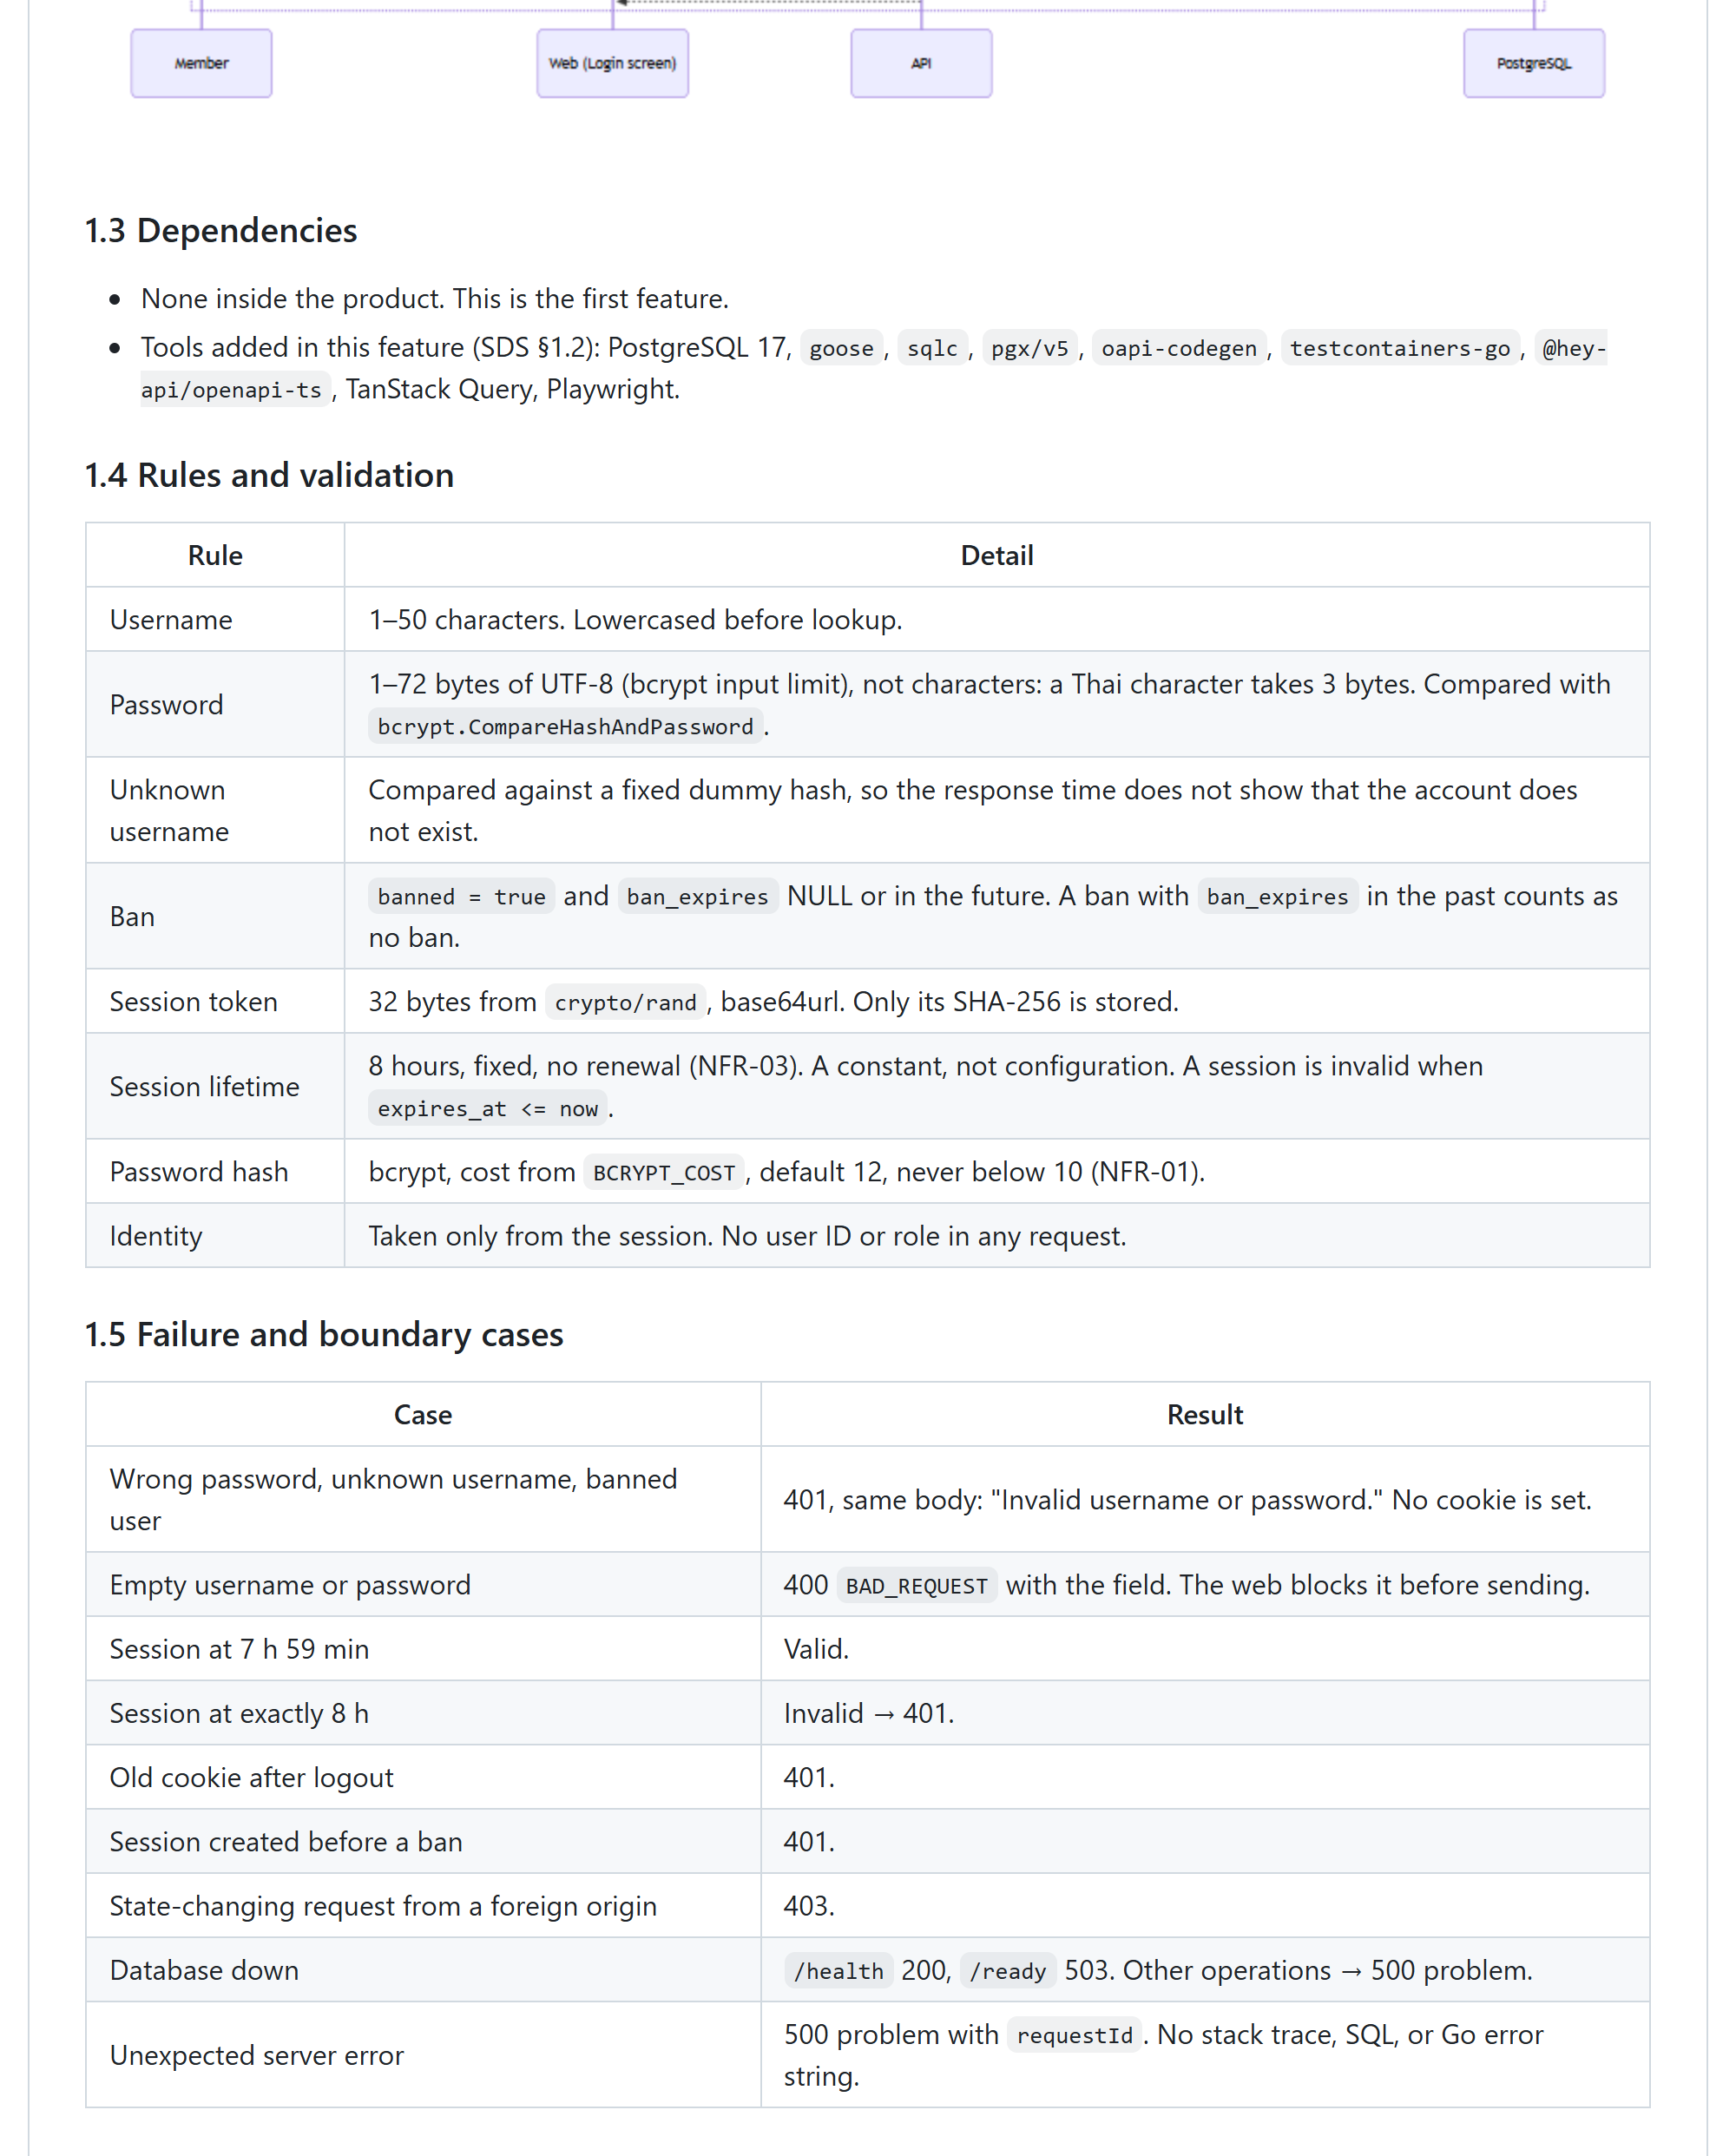 Member
Web (Login screen)
API
PostgreSQL
1.3 Dependencies
None inside the product. This is the first feature.
Tools added in this feature (SDS §1.2): PostgreSQL 17, goose, sqlc, pgx/v5, oapi-codegen, testcontainers-go, @hey-
api/openapi-ts, TanStack Query, Playwright.
1.4 Rules and validation
Rule
Detail
Username
1–50 characters. Lowercased before lookup.
Password
1–72 bytes of UTF-8 (bcrypt input limit), not characters: a Thai character takes 3 bytes. Compared with
bcrypt.CompareHashAndPassword.
Unknown
username
Compared against a fixed dummy hash, so the response time does not show that the account does
not exist.
Ban
banned = true and ban_expires NULL or in the future. A ban with ban_expires in the past counts as
no ban.
Session token
32 bytes from crypto/rand, base64url. Only its SHA-256 is stored.
Session lifetime
8 hours, fixed, no renewal (NFR-03). A constant, not configuration. A session is invalid when
expires_at <= now.
Password hash
bcrypt, cost from BCRYPT_COST, default 12, never below 10 (NFR-01).
Identity
Taken only from the session. No user ID or role in any request.
1.5 Failure and boundary cases
Case
Result
Wrong password, unknown username, banned
user
401, same body: "Invalid username or password." No cookie is set.
Empty username or password
400 BAD_REQUEST with the field. The web blocks it before sending.
Session at 7 h 59 min
Valid.
Session at exactly 8 h
Invalid → 401.
Old cookie after logout
401.
Session created before a ban
401.
State-changing request from a foreign origin
403.
Database down
/health 200, /ready 503. Other operations → 500 problem.
Unexpected server error
500 problem with requestId. No stack trace, SQL, or Go error
string.